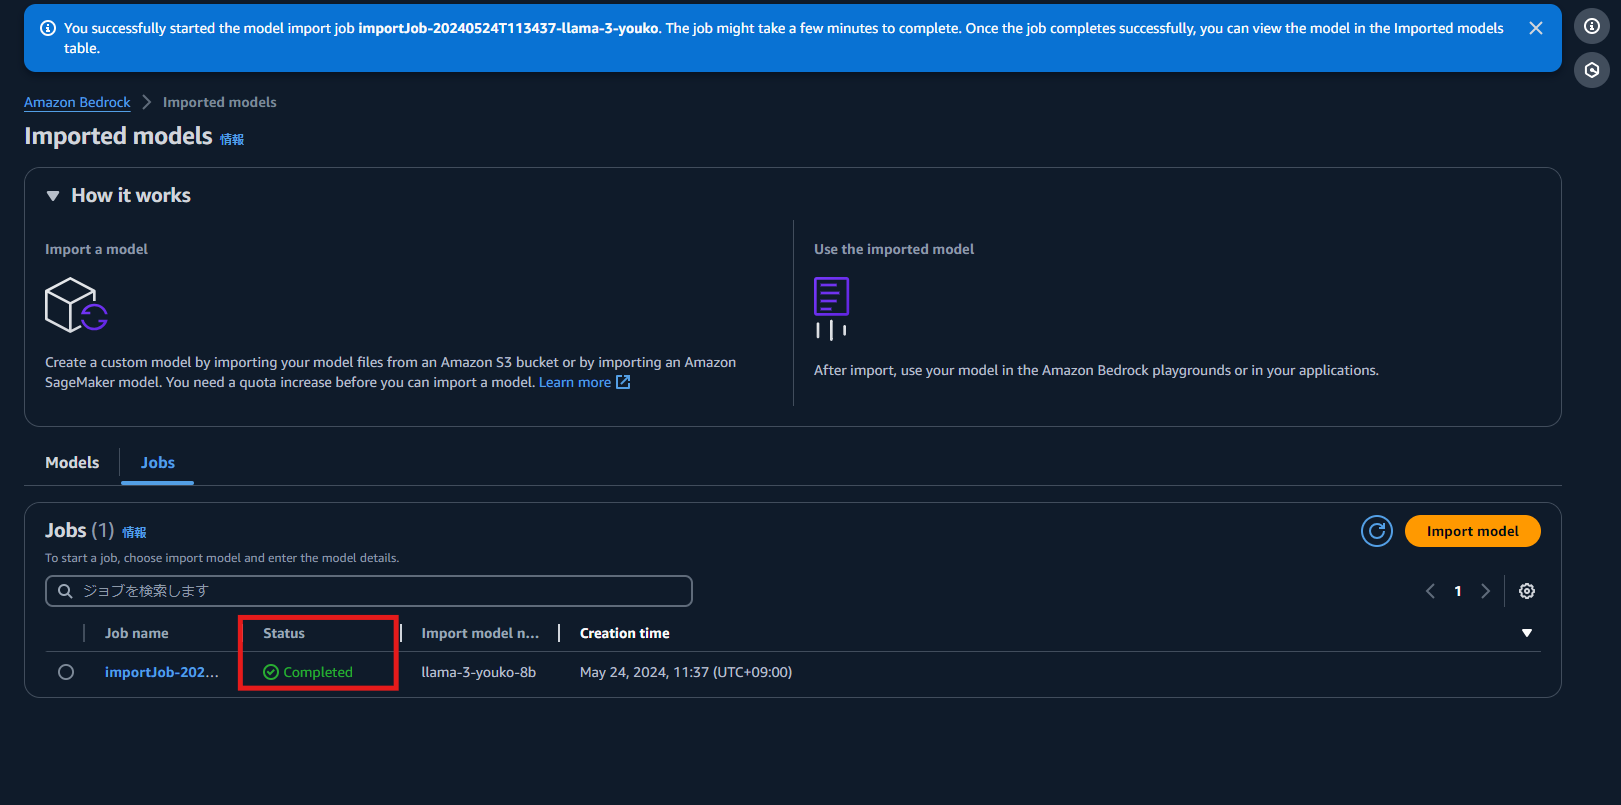 You successfully started the model import job importJob-20240524T113437-llama-3-youko. The job might take a few minutes to complete. Once the job completes successfully, you can view the model in the Imported models
table.
Amazon Bedrock
Imported models
Imported models 情報
How it works
Import a model
Create a custom model by importing your model files from an Amazon S3 bucket or by importing an Amazon
SageMaker model. You need a quota increase before you can import a model. Learn more
Use the imported model
After import, use your model in the Amazon Bedrock playgrounds or in your applications.
Models
Jobs
Jobs (1) 情報
To start a job, choose import model and enter the model details.
Import model
ジョブを検索します
1
Job name Status Import model n... Creation time
importJob-202... Completed llama-3-youko-8b May 24, 2024, 11:37 (UTC+09:00)